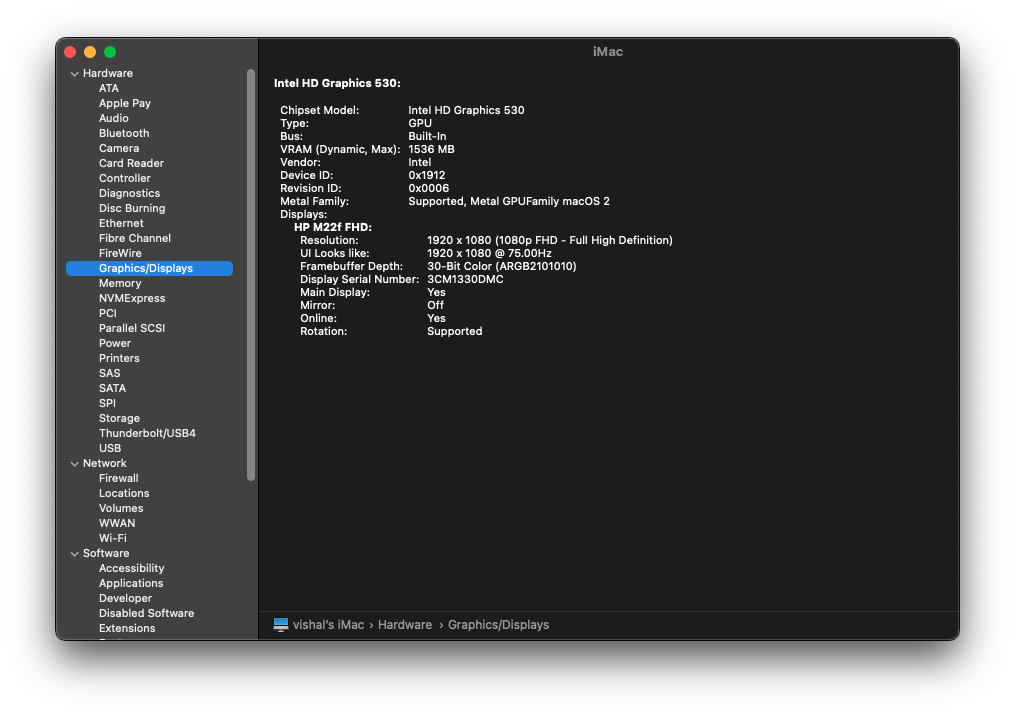 iMac
Hardware
ATA
Apple Pay
Audio
Bluetooth
Camera
Card Reader
Controller
Diagnostics
Disc Burning
Ethernet
Fibre Channel
FireWire
Graphics/Displays
Memory
NVMExpress
PCI
Parallel SCSI
Power
Printers
SAS
SATA
SPI
Storage
Thunderbolt/USB4
USB
Network
Firewall
Locations
Volumes
WWAN
Wi-Fi
Software
Accessibility
Applications
Developer
Disabled Software
Extensions
Intel HD Graphics 530:
Chipset Model: Intel HD Graphics 530
Type: GPU
Bus: Built-In
VRAM (Dynamic, Max): 1536 MB
Vendor: Intel
Device ID: 0x1912
Revision ID: 0x0006
Metal Family: Supported, Metal GPUFamily macOS 2
Displays:
HP M22f FHD:
Resolution: 1920 x 1080 (1080p FHD - Full High Definition)
UI Looks like: 1920 x 1080 @ 75.00Hz
Framebuffer Depth: 30-Bit Color (ARGB2101010)
Display Serial Number: 3CM1330DMC
Main Display: Yes
Mirror: Off
Online: Yes
Rotation: Supported
vishal's iMac › Hardware › Graphics/Displays